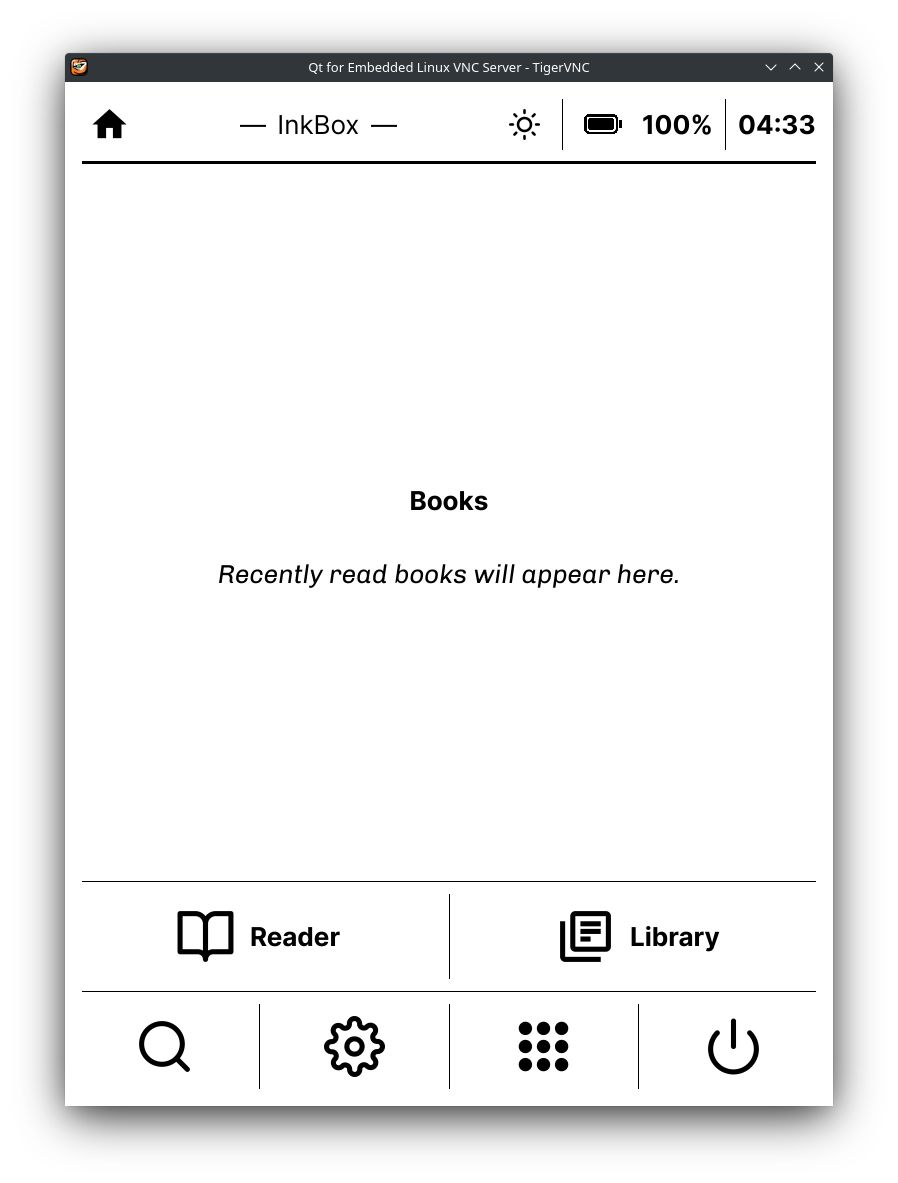 Qt for Embedded Linux VNC Server - TigerVNC
— InkBox —
100%
04:33
Books
Recently read books will appear here.
Reader
Library